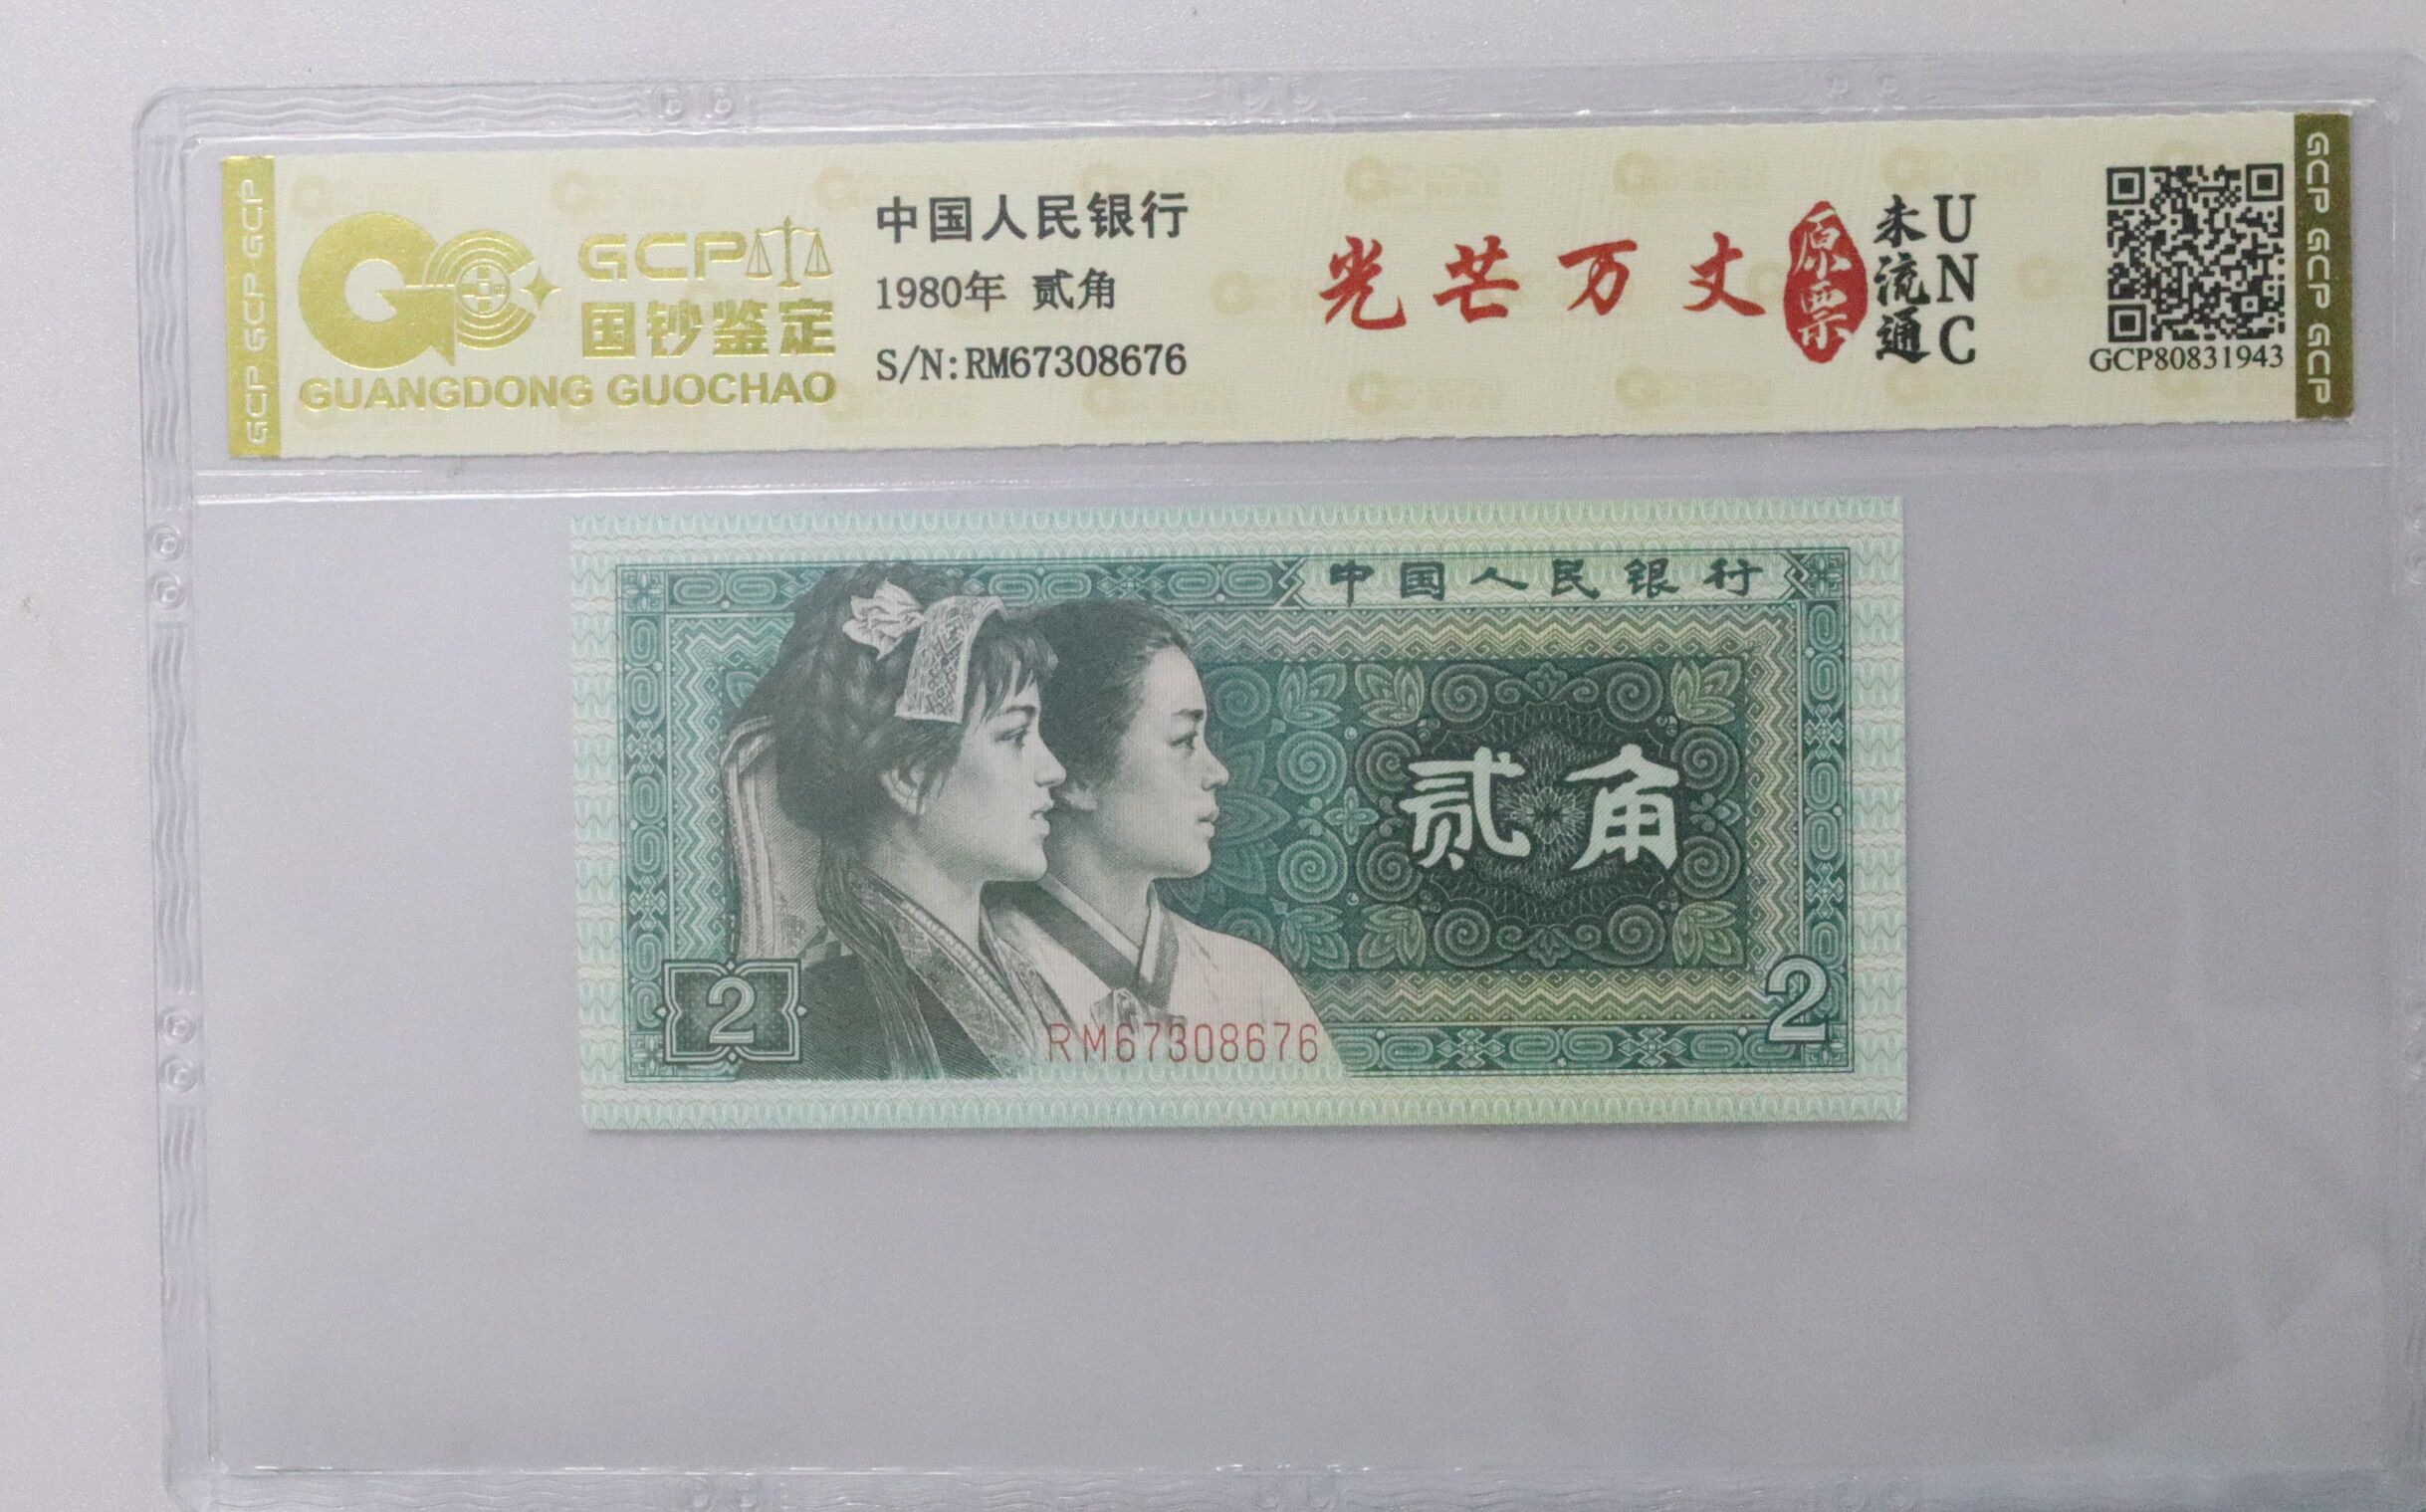 GCP GCP GCP
GCP
国钞鉴定
GUANGDONG GUOCHAO
中国人民银行
1980年 贰角
S/N:RM67308676
光芒万丈
原票
未流通
UNC
GCP80831943
GCP GCP GCP
中国人民银行
贰角
2
RM67308676
2